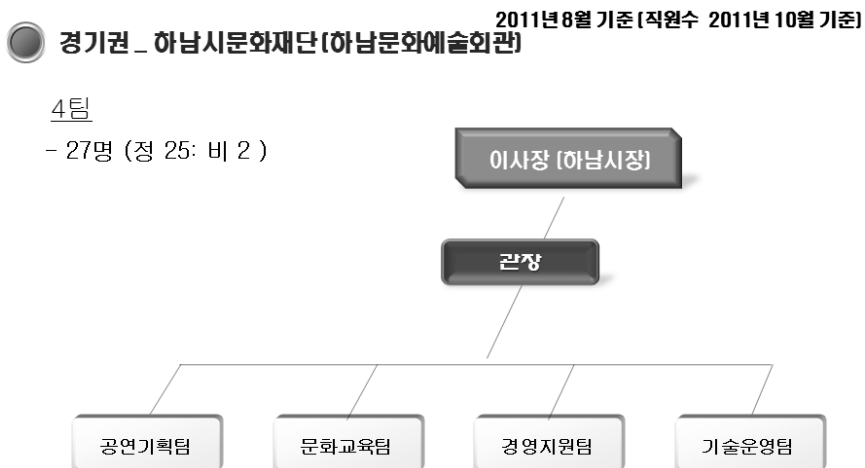 2011년 8월 기준 (직원수 2011년 10월 기준)
경기권 _ 하남시문화재단 (하남문화예술회관)
4팀
- 27명 (정 25: 비 2 )
이사장 (하남시장)
관장
공연기획팀
문화교육팀
경영지원팀
기술운영팀